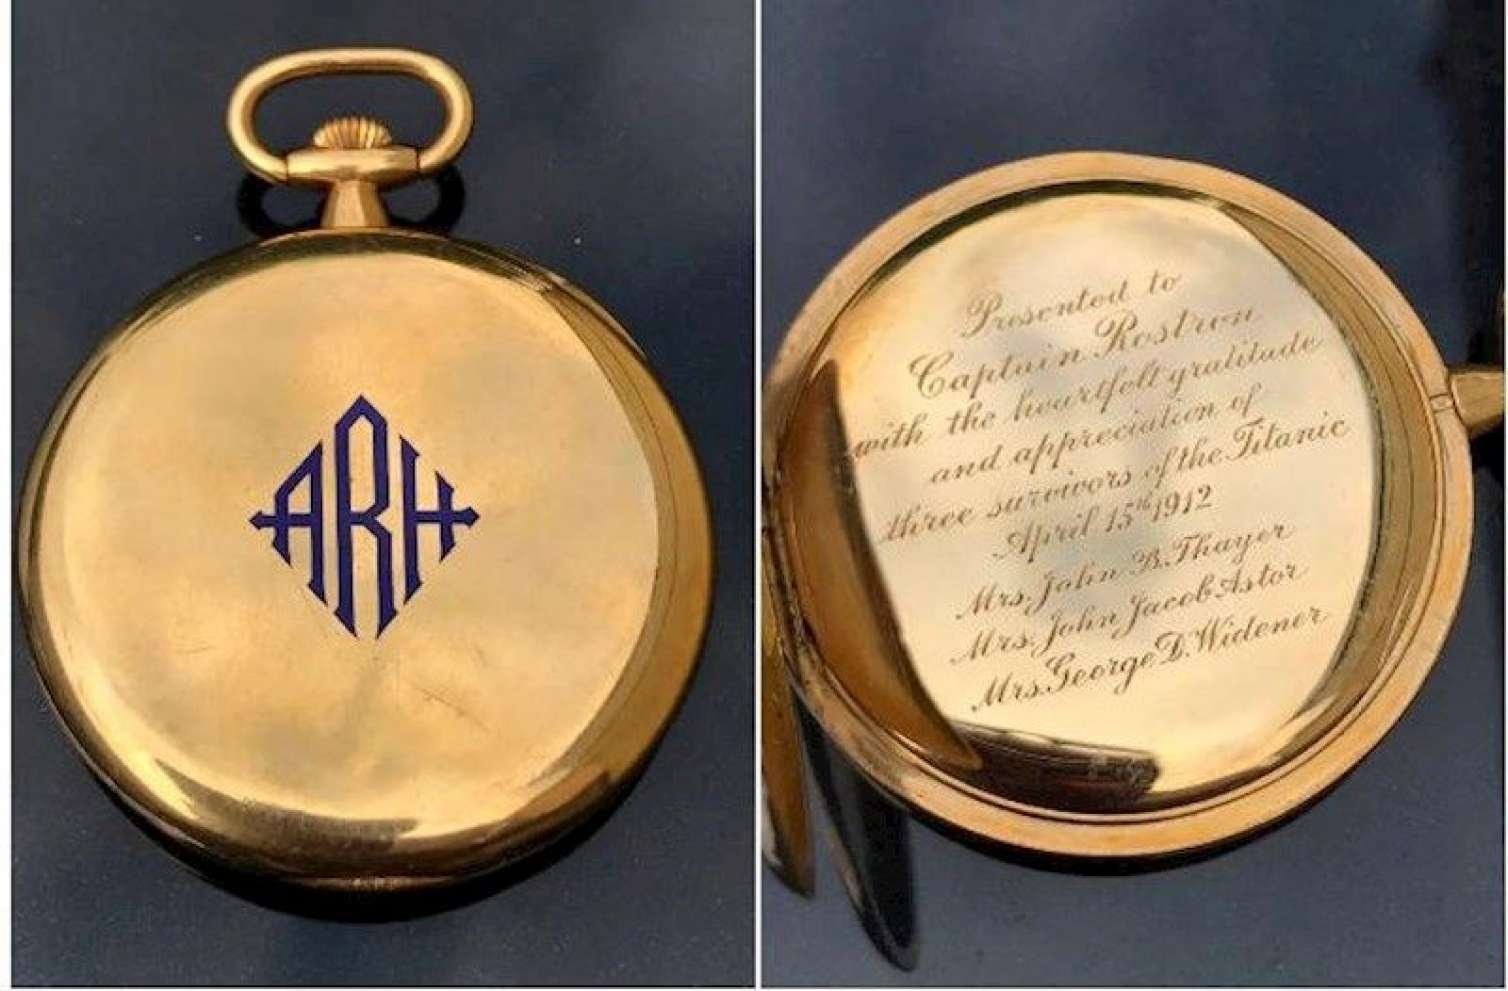 ARH
Presented to
Captain Rostron
with the heartfelt gratitude
and appreciation of
three survivors of the Titanic
April 15th 1912
Mrs. John B. Thayer
Mrs. John Jacob Astor
Mrs. George D. Widener